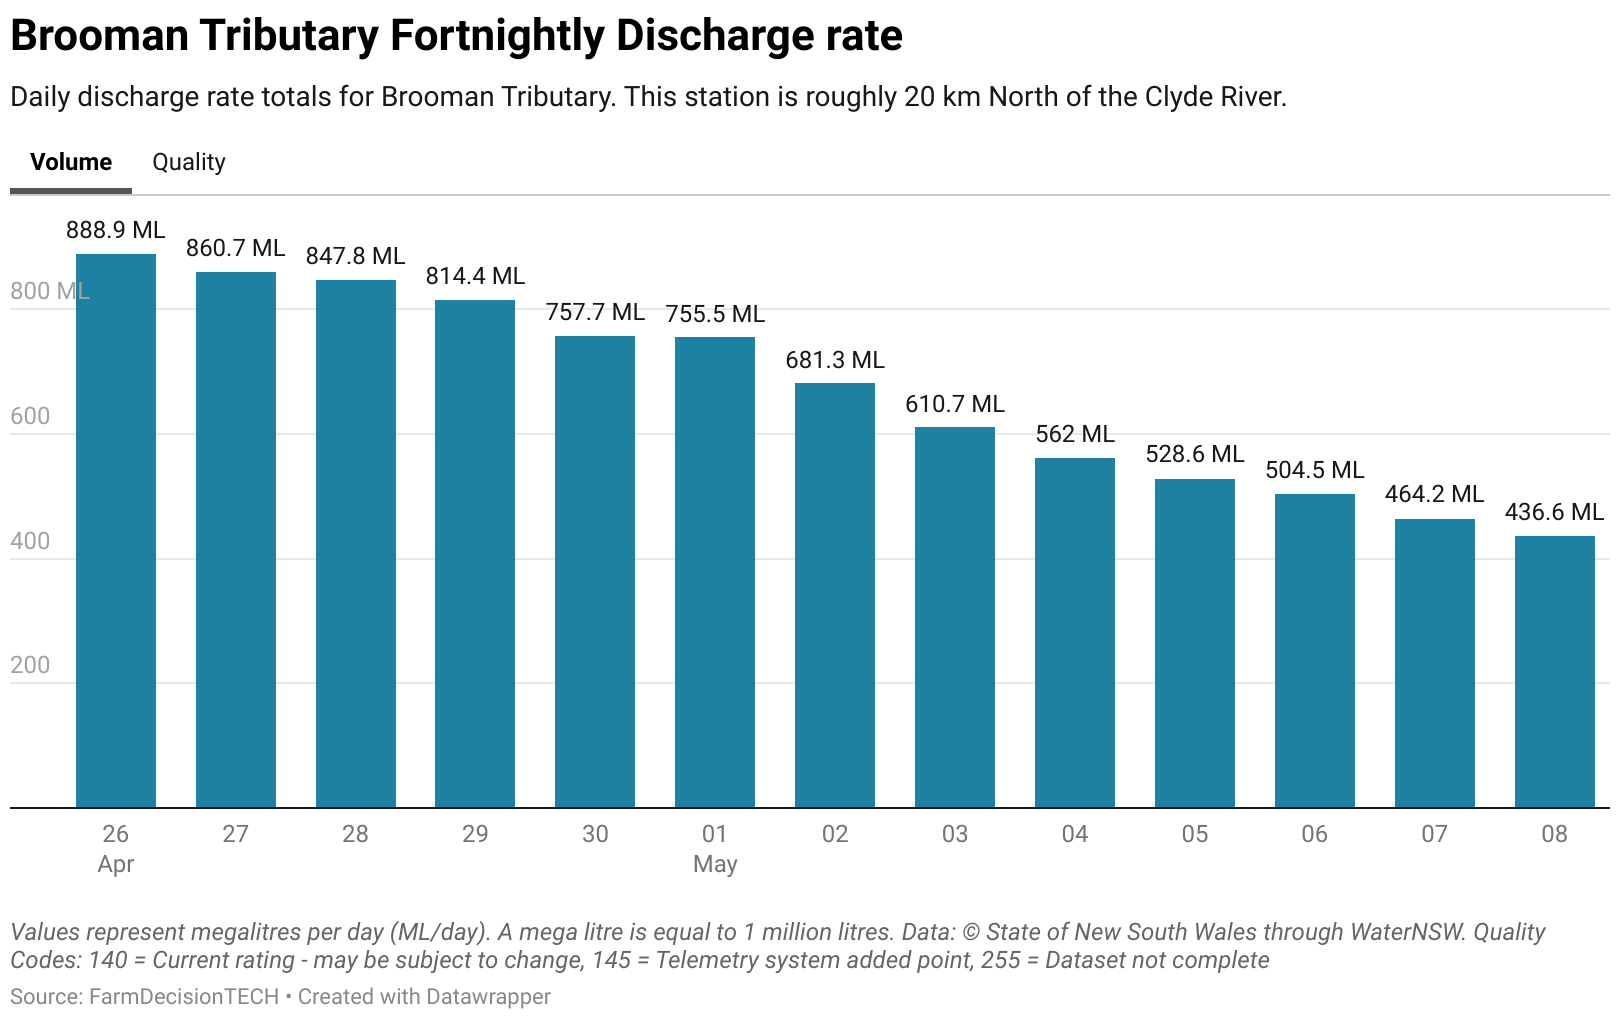 Brooman Tributary Fortnightly Discharge rate
Daily discharge rate totals for Brooman Tributary. This station is roughly 20 km North of the Clyde River.
Volume Quality
888.9 ML
860.7 ML
847.8 ML
814.4 ML
757.7 ML
755.5 ML
681.3 ML
610.7 ML
562 ML
528.6 ML
504.5 ML
464.2 ML
436.6 ML
800 ML
600
400
200
26 27 28 29 30 01 02 03 04 05 06 07 08
Apr May
Values represent megalitres per day (ML/day). A mega litre is equal to 1 million litres. Data: © State of New South Wales through WaterNSW. Quality
Codes: 140 = Current rating - may be subject to change, 145 = Telemetry system added point, 255 = Dataset not complete
Source: FarmDecisionTECH • Created with Datawrapper